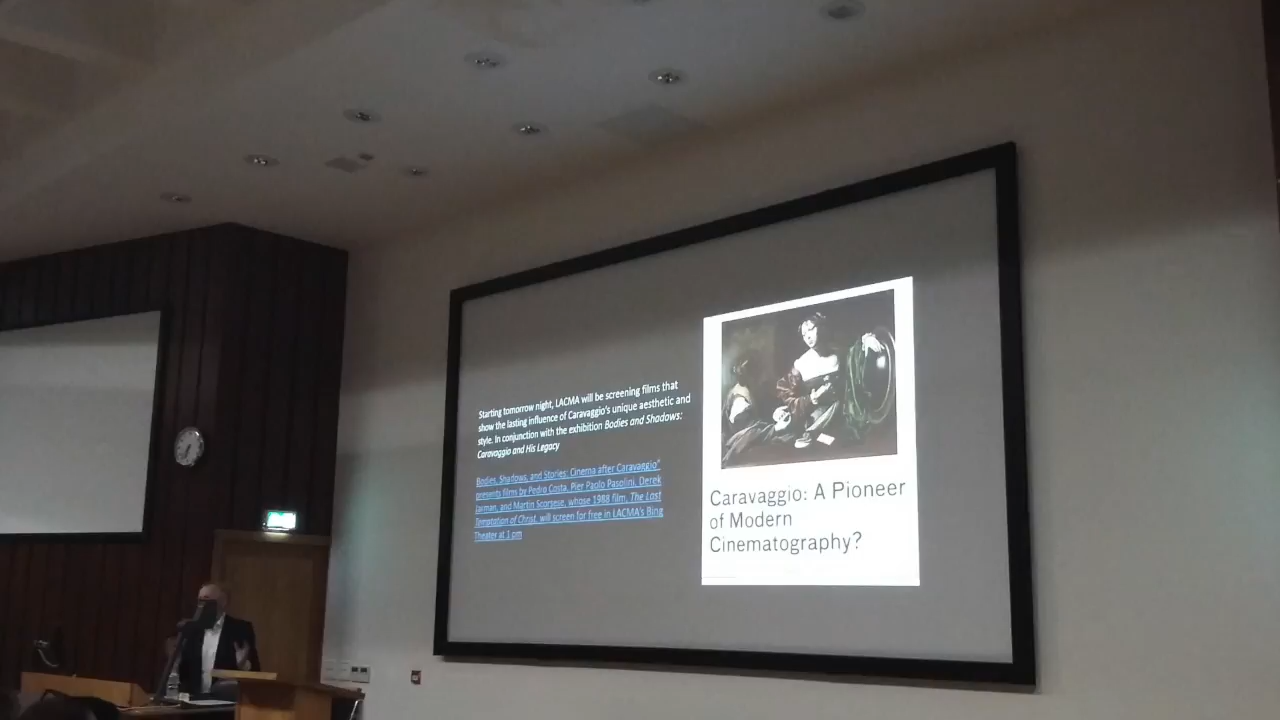 Starting tomorrow night, LACMA will be screening films that
show the lasting influence of Caravaggio's unique aesthetic and
style. In conjunction with the exhibition Bodies and Shadows:
Caravaggio and His Legacy
Bodies, Shadows, and Stories: Cinema after Caravaggio"
presents films by Pedro Costa, Pier Paolo Pasolini, Derek
Jarman, and Martin Scorsese, whose 1988 film, The Last
Temptation of Christ, will screen for free in LACMA's Bing
Theater at 1 pm
Caravaggio: A Pioneer
of Modern
Cinematography?